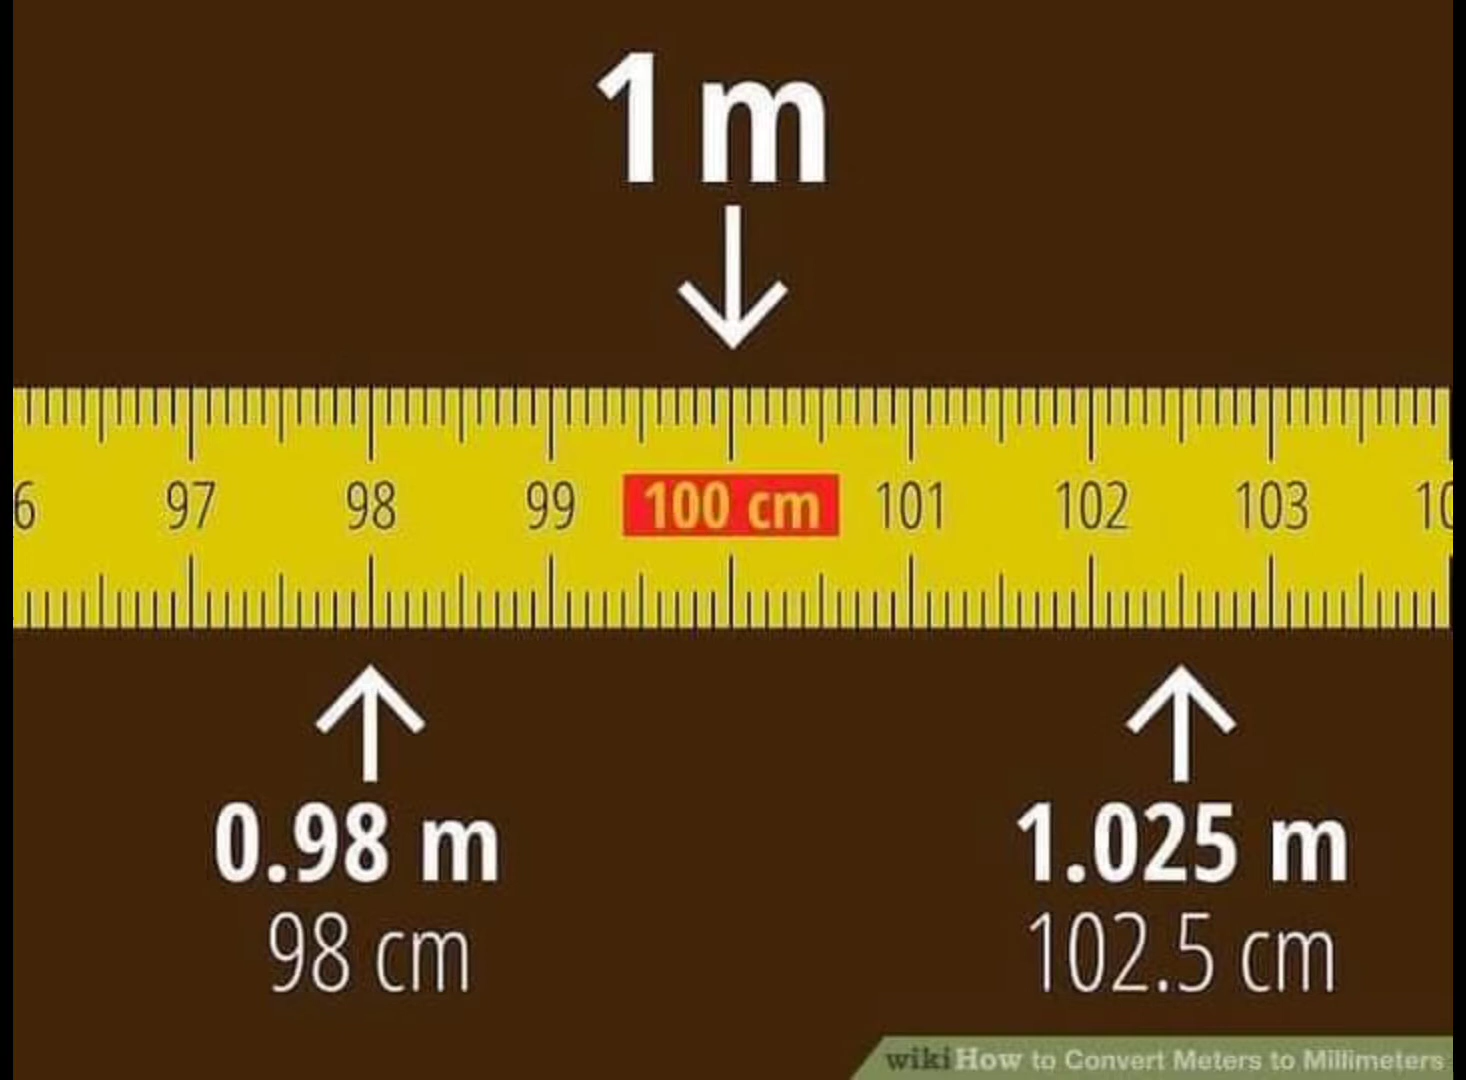 1 m
6 97 98 99 100 cm 101 102 103 10
0.98 m
98 cm
1.025 m
102.5 cm
wikiHow to Convert Meters to Millimeters